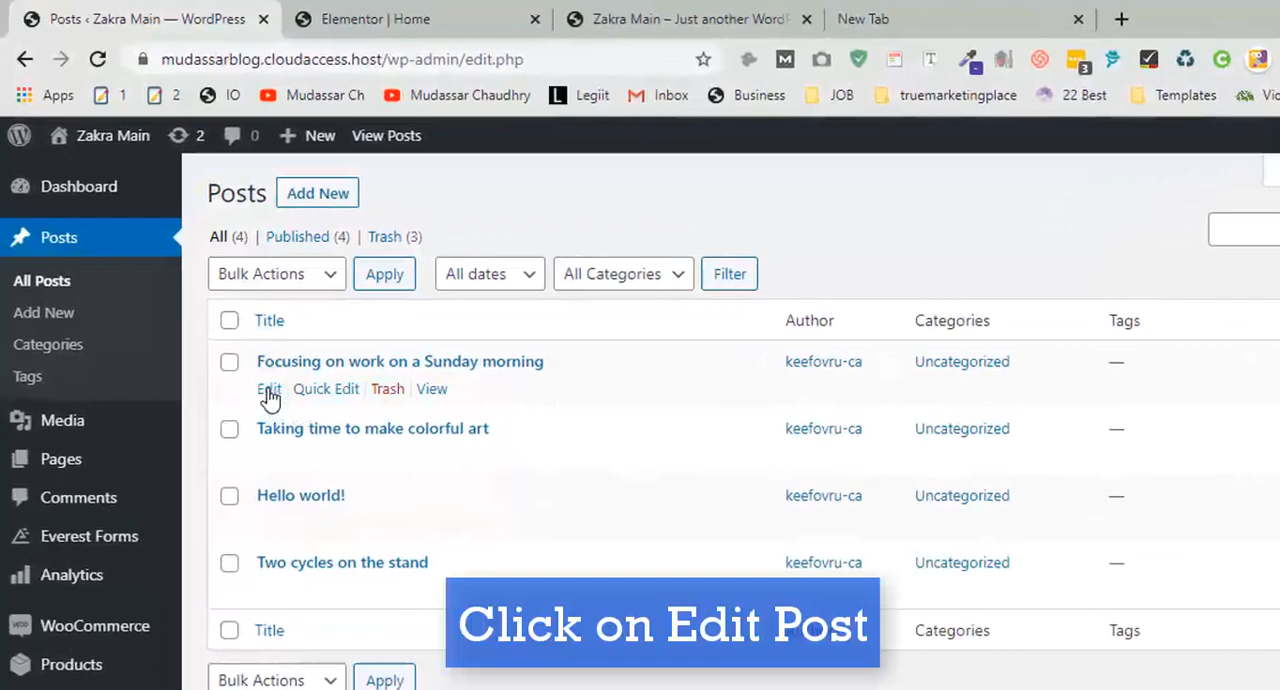 Posts ‹ Zakra Main — WordPress
Elementor | Home
Zakra Main – Just another WordP
New Tab
mudassarblog.cloudaccess.host/wp-admin/edit.php
M
T
3
Apps
1
2
IO
Mudassar Ch
Mudassar Chaudhry
L
Legiit
Inbox
Business
JOB
truemarketingplace
22 Best
Templates
Zakra Main
2
0
New
View Posts
Dashboard
Posts
All Posts
Add New
Categories
Tags
Media
Pages
Comments
Everest Forms
Analytics
WooCommerce
Products
Posts
Add New
All (4) | Published (4) | Trash (3)
Bulk Actions
Apply
All dates
All Categories
Filter
Title
Author
Categories
Tags
Focusing on work on a Sunday morning
keefovru-ca
Uncategorized
—
Edit | Quick Edit | Trash | View
Taking time to make colorful art
keefovru-ca
Uncategorized
—
Hello world!
keefovru-ca
Uncategorized
—
Two cycles on the stand
keefovru-ca
Uncategorized
—
Title
Categories
Tags
Bulk Actions
Apply
Click on Edit Post